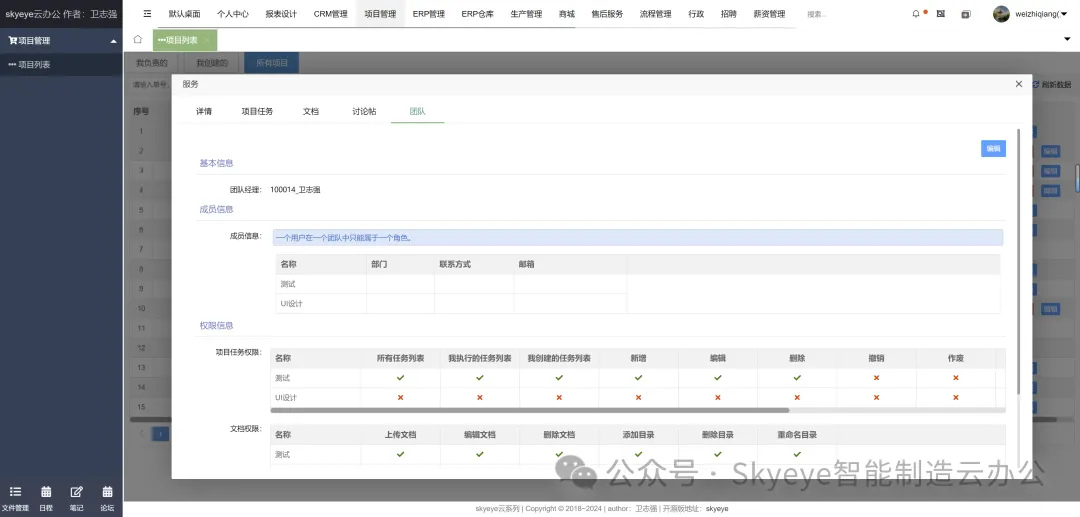 skyeye云办公 作者：卫志强
默认桌面 个人中心 报表设计 CRM管理 项目管理 ERP管理 ERP仓库 生产管理 商城 售后服务 流程管理 行政 招聘 薪资管理 搜索... weizhiqiang(
项目管理
•••项目列表 ×
••• 项目列表
我负责的 我创建的 所有项目
请输入单号, 刷新数据
服务
详情 项目任务 文档 讨论帖 团队
编辑
基本信息
团队经理： 100014_卫志强
成员信息
成员信息： 一个用户在一个团队中只能属于一个角色。
名称 部门 联系方式 邮箱
测试
UI设计
权限信息
项目任务权限：
名称 所有任务列表 我执行的任务列表 我创建的任务列表 新增 编辑 删除 撤销 作废
测试
UI设计
文档权限：
名称 上传文档 编辑文档 删除文档 添加目录 删除目录 重命名目录
测试
序号
1
2 编辑
3 编辑
4 编辑
5
6
7
8
9
10 编辑
11
12
13
14
15
1
公众号 · Skyeye智能制造云办公
文件管理 日程 笔记 论坛
skyeye云系列 | Copyright © 2018~2024 | author：卫志强 | 开源版地址：skyeye